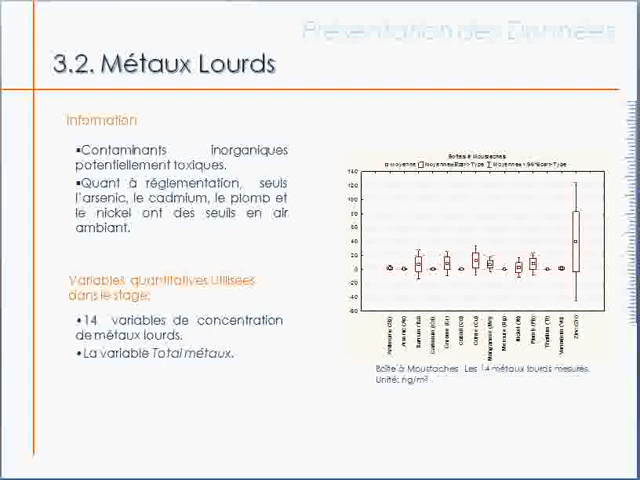 Présentation des Données
3.2. Métaux Lourds
Information
▪Contaminants inorganiques
potentiellement toxiques.
▪Quant à réglementation, seuls
l'arsenic, le cadmium, le plomb et
le nickel ont des seuils en air
ambiant.
Variables quantitatives utilisées
dans le stage:
•14 variables de concentration
de métaux lourds.
•La variable Total métaux.
Boîtes à Moustaches
Moyenne Moyenne±Ecart-Type Moyenne±1,96*Ecart-Type
140
120
100
80
60
40
20
0
-20
-40
-60
Boîte à Moustaches Les 14 métaux lourds mesurés.
Unité: ng/m³